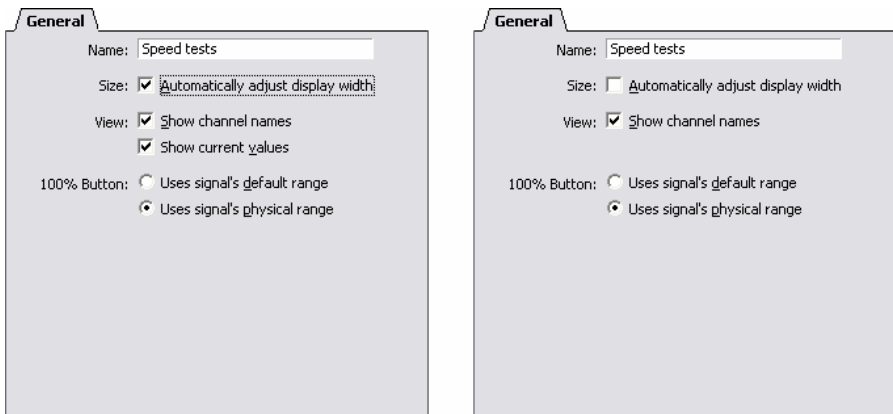 General
Name: Speed tests
Size: Automatically adjust display width
View: Show channel names
Show current values
100% Button: Uses signal's default range
Uses signal's physical range
General
Name: Speed tests
Size: Automatically adjust display width
View: Show channel names
100% Button: Uses signal's default range
Uses signal's physical range